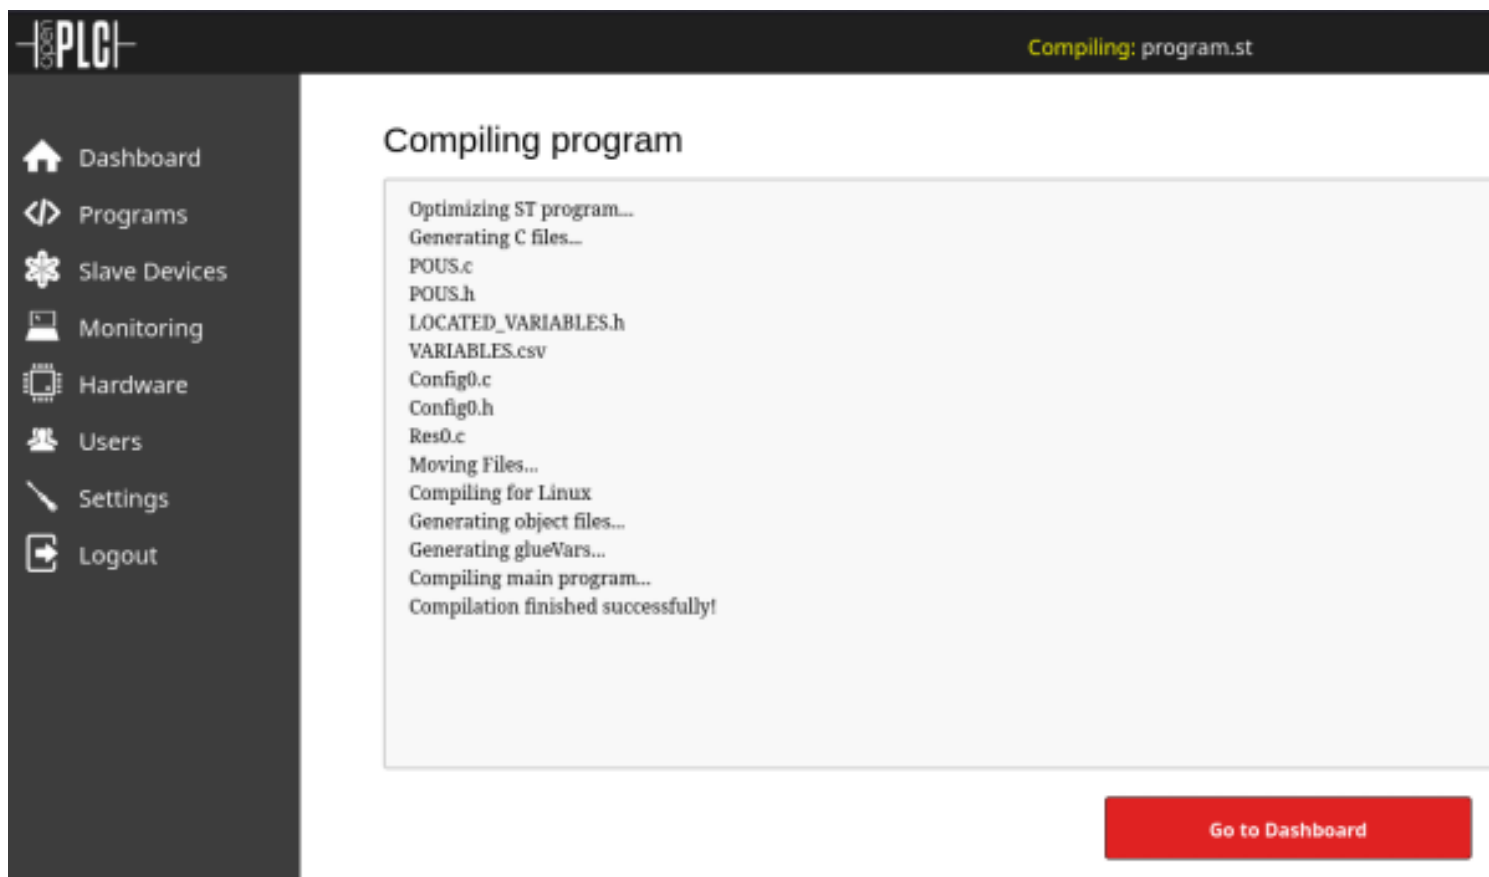 open PLC
Compiling: program.st
Dashboard
Programs
Slave Devices
Monitoring
Hardware
Users
Settings
Logout
Compiling program
Optimizing ST program...
Generating C files...
POUS.c
POUS.h
LOCATED_VARIABLES.h
VARIABLES.csv
Config0.c
Config0.h
Res0.c
Moving Files...
Compiling for Linux
Generating object files...
Generating glueVars...
Compiling main program...
Compilation finished successfully!
Go to Dashboard